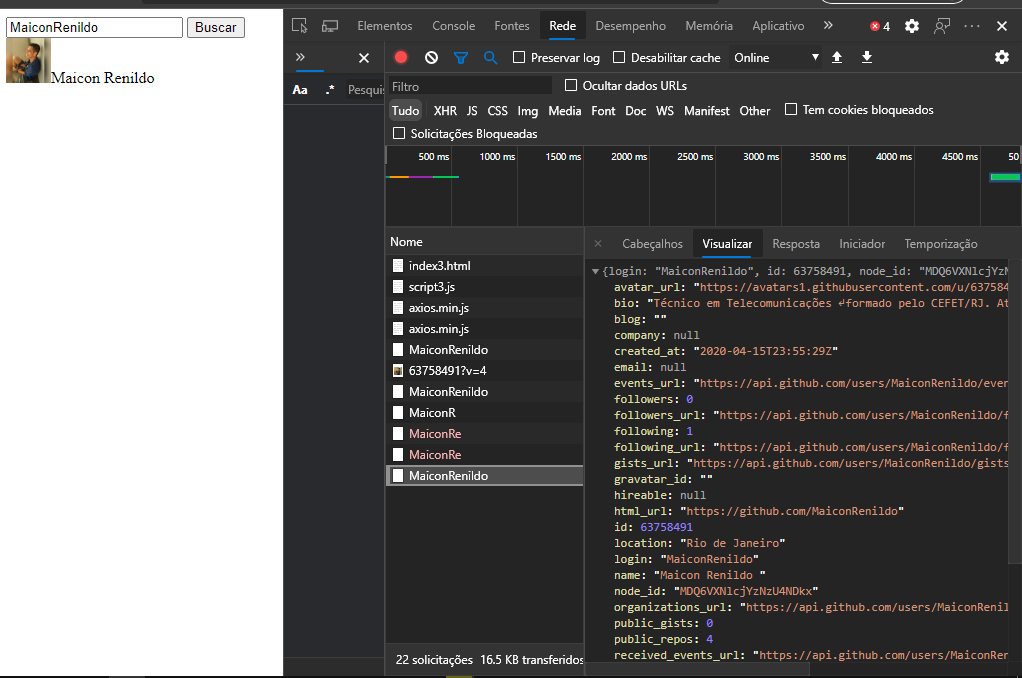 MaiconRenildo Buscar
Maicon Renildo
Elementos Console Fontes Rede Desempenho Memória Aplicativo 4
Preservar log Desabilitar cache Online
Aa .* Pesqui
Filtro Ocultar dados URLs
Tudo XHR JS CSS Img Media Font Doc WS Manifest Other Tem cookies bloqueados
Solicitações Bloqueadas
500 ms 1000 ms 1500 ms 2000 ms 2500 ms 3000 ms 3500 ms 4000 ms 4500 ms 50
Nome
index3.html
script3.js
axios.min.js
axios.min.js
MaiconRenildo
63758491?v=4
MaiconRenildo
MaiconR
MaiconRe
MaiconRe
MaiconRenildo
22 solicitações 16.5 KB transferidos
Cabeçalhos Visualizar Resposta Iniciador Temporização
{login: "MaiconRenildo", id: 63758491, node_id: "MDQ6VXNlcjYzN
avatar_url: "https://avatars1.githubusercontent.com/u/63758
bio: "Técnico em Telecomunicações ↵formado pelo CEFET/RJ. At
blog: ""
company: null
created_at: "2020-04-15T23:55:29Z"
email: null
events_url: "https://api.github.com/users/MaiconRenildo/even
followers: 0
followers_url: "https://api.github.com/users/MaiconRenildo/f
following: 1
following_url: "https://api.github.com/users/MaiconRenildo/f
gists_url: "https://api.github.com/users/MaiconRenildo/gists
gravatar_id: ""
hireable: null
html_url: "https://github.com/MaiconRenildo"
id: 63758491
location: "Rio de Janeiro"
login: "MaiconRenildo"
name: "Maicon Renildo "
node_id: "MDQ6VXNlcjYzNzU4NDkx"
organizations_url: "https://api.github.com/users/MaiconRenil
public_gists: 0
public_repos: 4
received_events_url: "https://api.github.com/users/MaiconRen